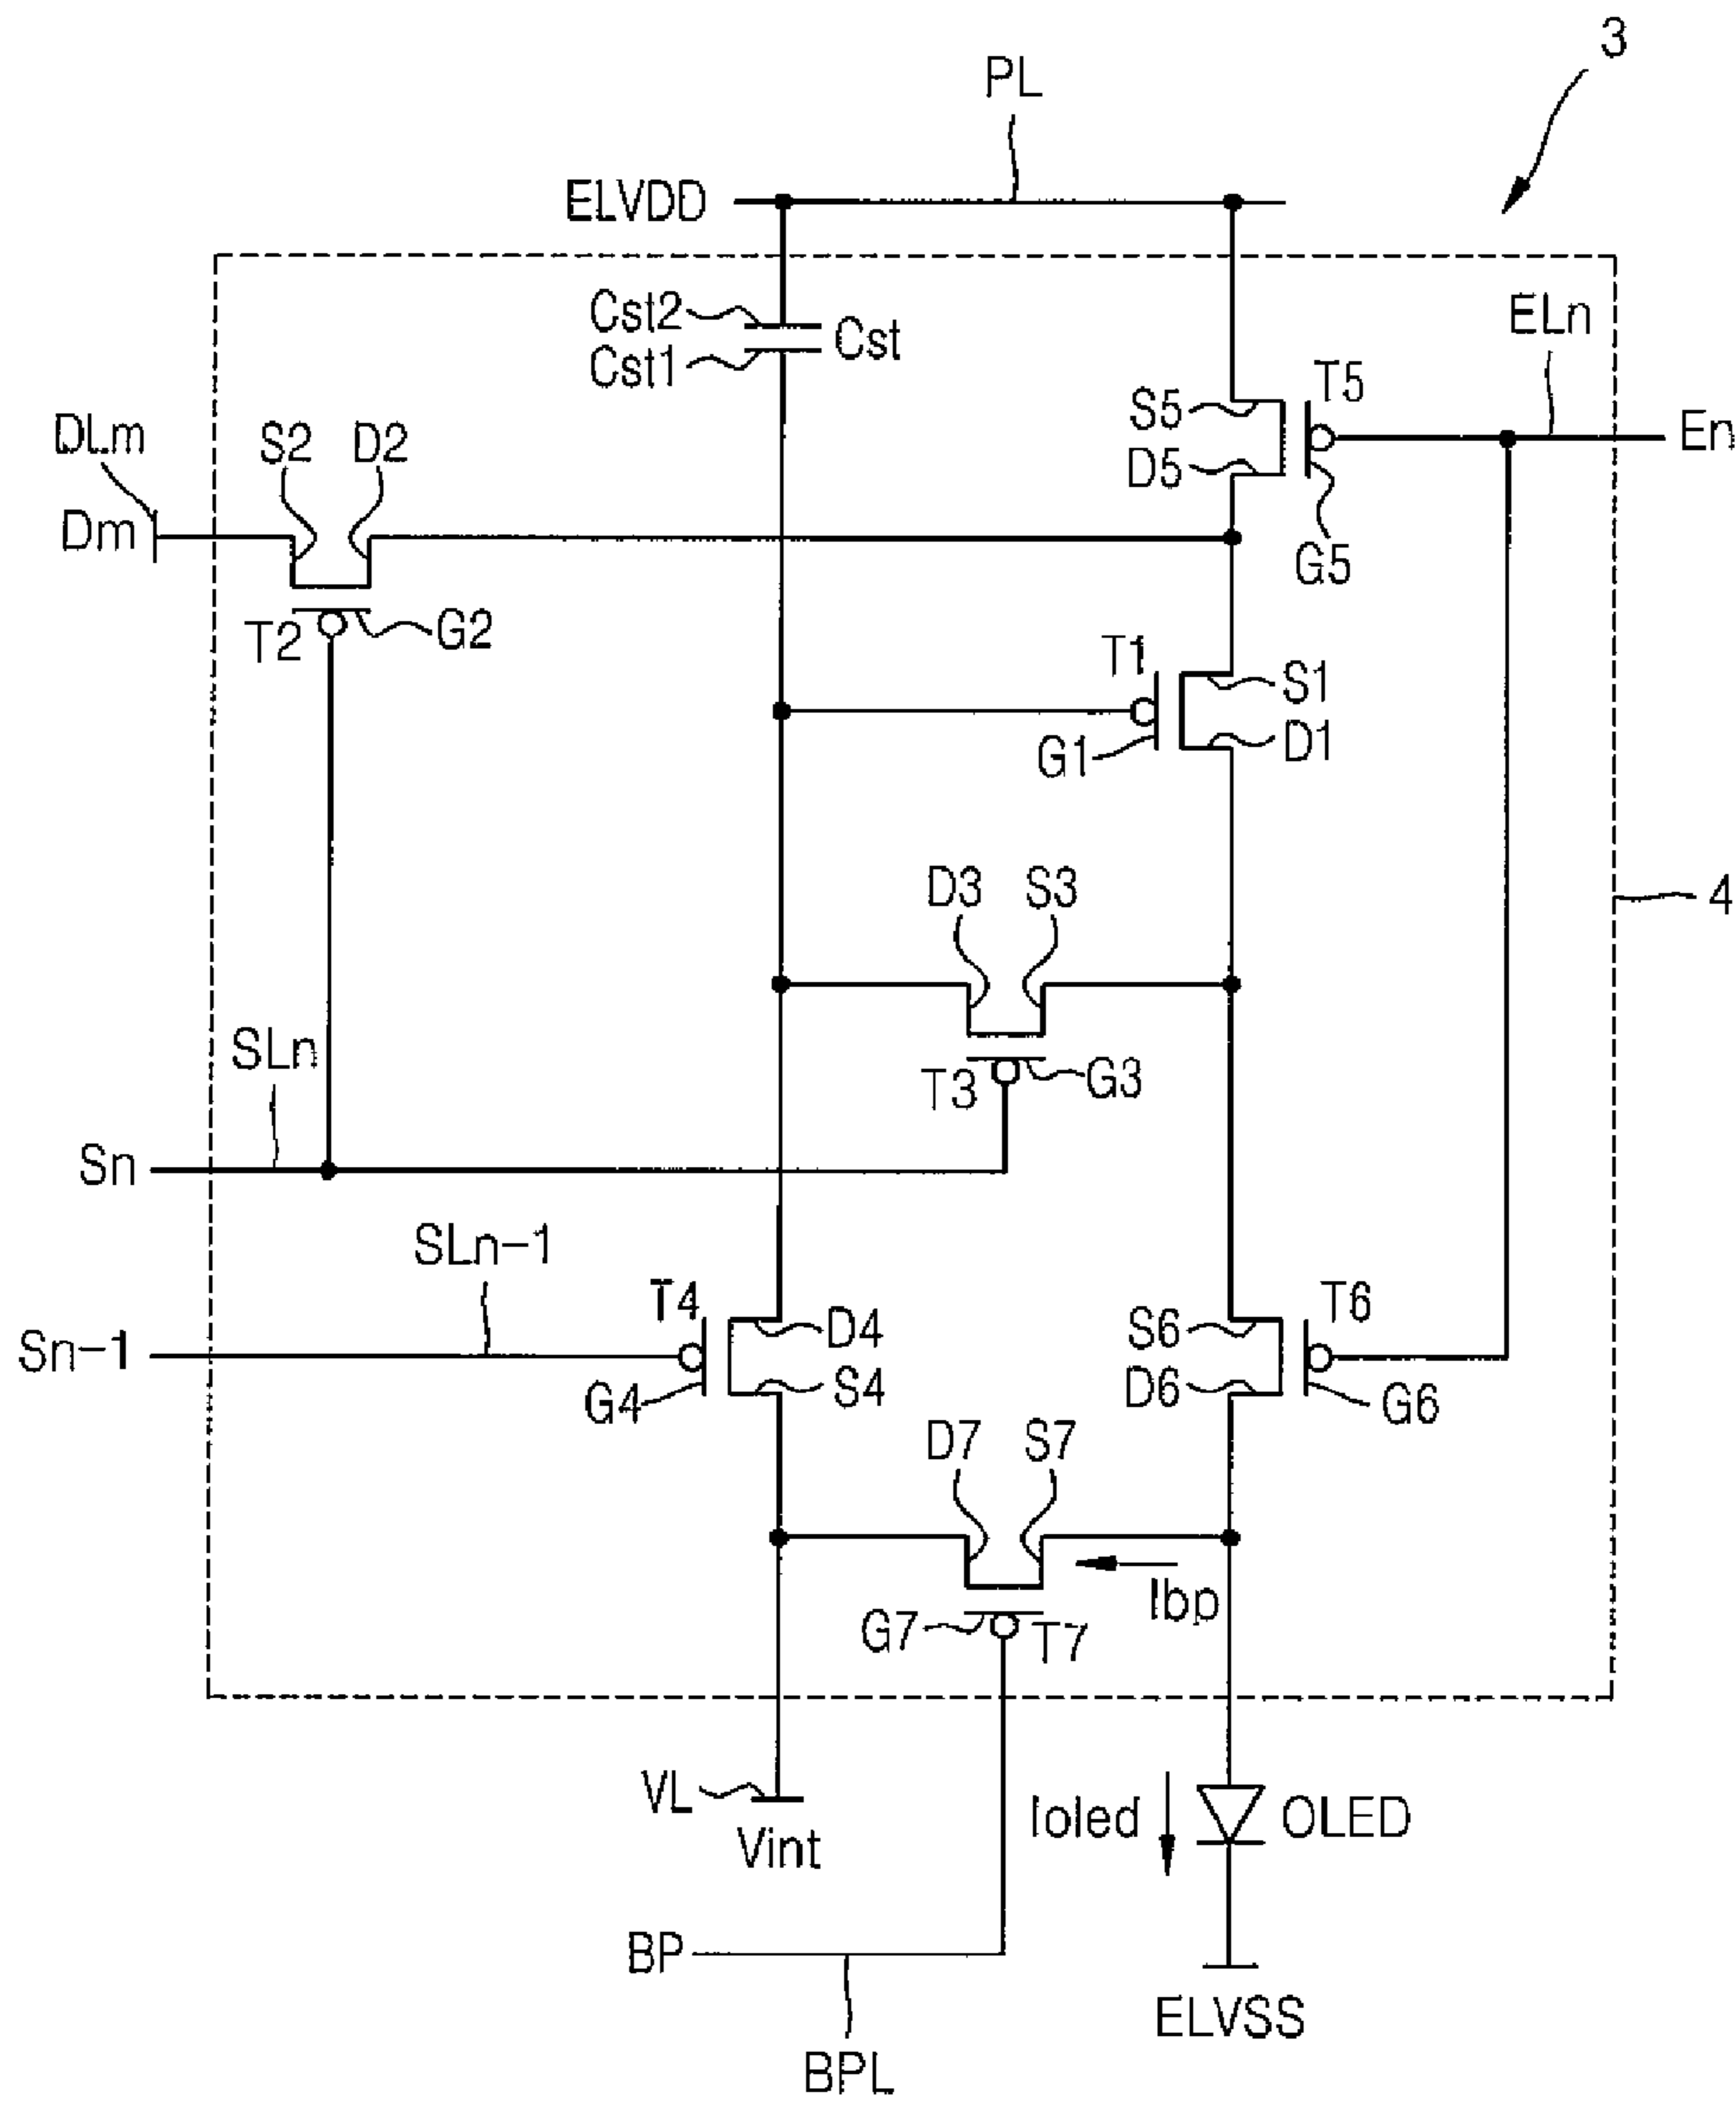 3
PL
ELVDD
Cst2
Cst
Cst1
ELn
T5
S5
En
DLm
S2
D2
D5
Dm
G5
T2
G2
T1
S1
G1
D1
D3
S3
4
SLn
T3
G3
Sn
SLn-1
T4
D4
S6
T6
Sn-1
G4
S4
D6
G6
D7
S7
Ibp
G7
T7
VL
Vint
Ioled
OLED
BP
ELVSS
BPL